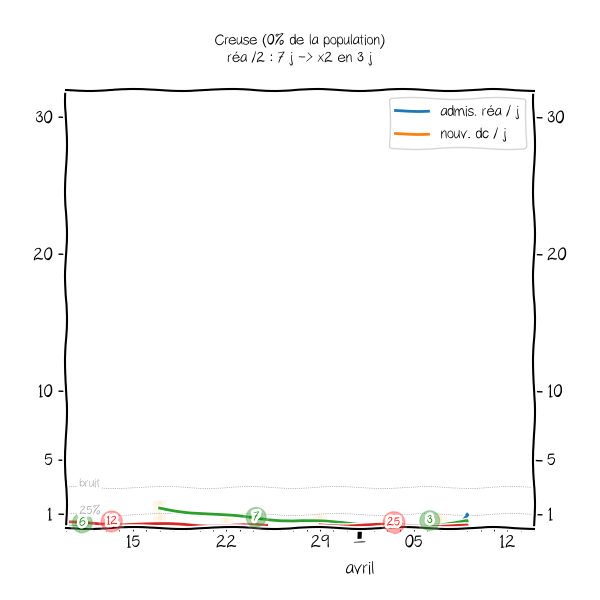 Creuse (0% de la population)
réa /2 : 7 j -> x2 en 3 j
admis. réa / j
nouv. dc / j
30 30
20 20
10 10
5 5
bruit
25%
1 1
6 12 7 25 3
15 22 29 1 05 12
avril